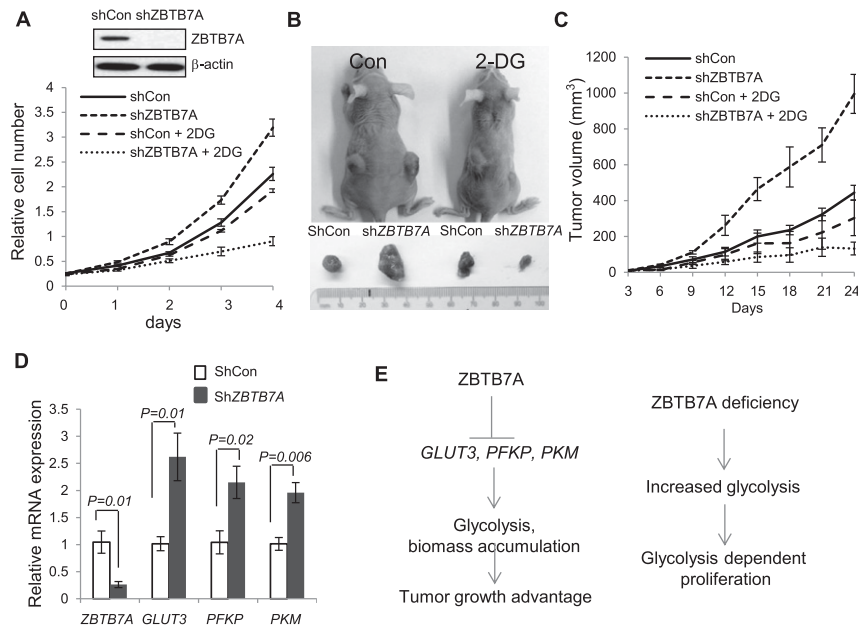 A
shCon shZBTB7A
ZBTB7A
β-actin
Relative cell number
4
3.5
3
2.5
2
1.5
1
0.5
0
shCon
shZBTB7A
shCon + 2DG
shZBTB7A + 2DG
0 1 2 3 4
days
B
Con 2-DG
ShCon shZBTB7A ShCon shZBTB7A
C
Tumor volume (mm³)
1200
1000
800
600
400
200
0
shCon
shZBTB7A
shCon + 2DG
shZBTB7A + 2DG
3 6 9 12 15 18 21 24
Days
D
ShCon
ShZBTB7A
Relative mRNA expression
3.5
3
2.5
2
1.5
1
0.5
0
P=0.01
P=0.01
P=0.02
P=0.006
ZBTB7A GLUT3 PFKP PKM
E
ZBTB7A
GLUT3, PFKP, PKM
Glycolysis,
biomass accumulation
Tumor growth advantage
ZBTB7A deficiency
Increased glycolysis
Glycolysis dependent
proliferation